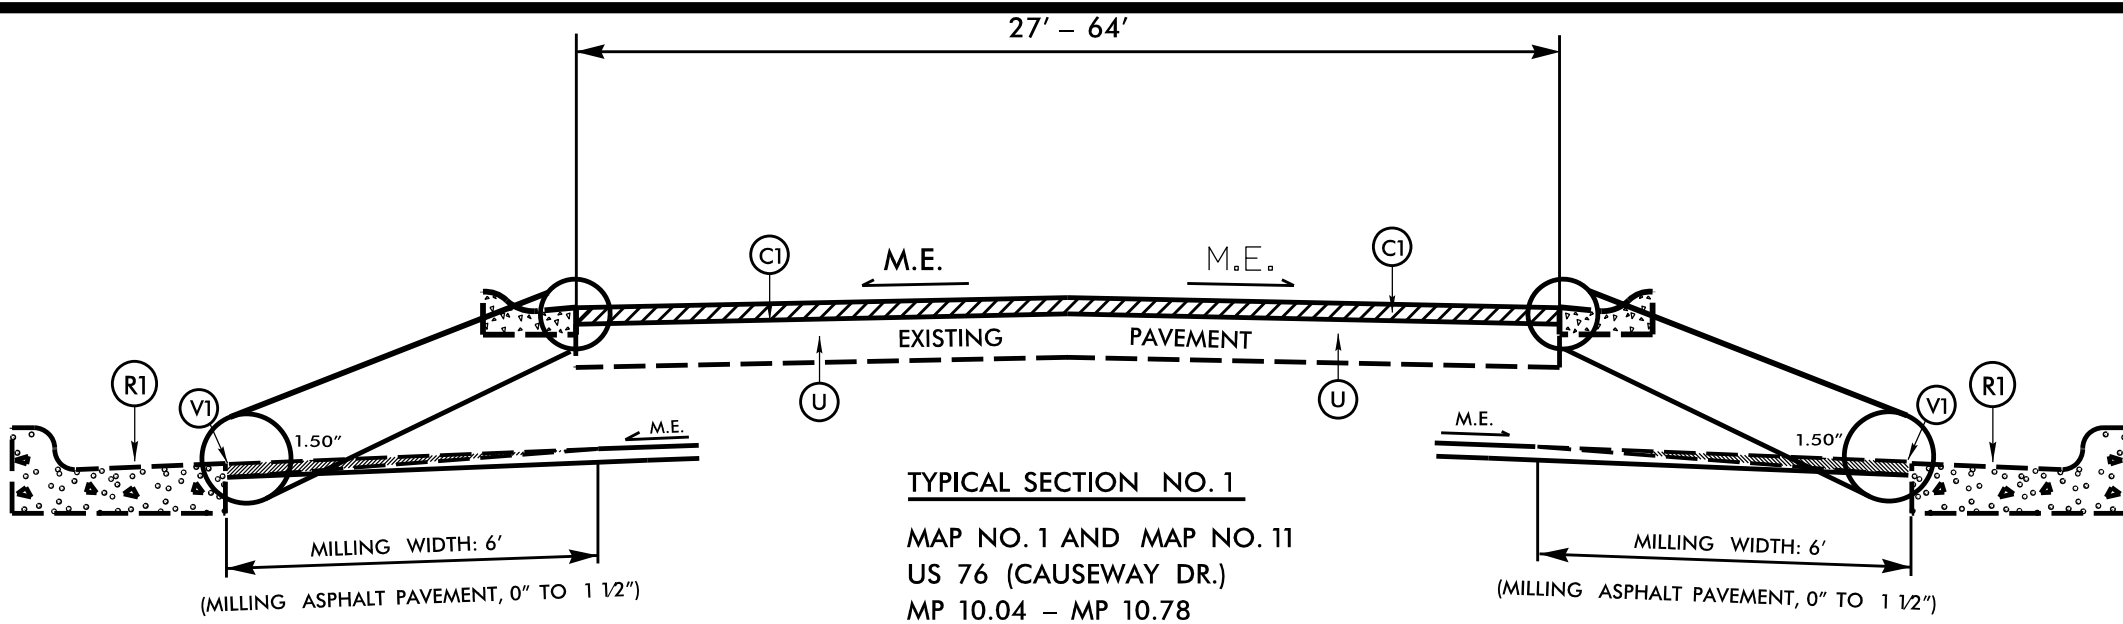 27' – 64'
C1
M.E.
M.E.
C1
EXISTING PAVEMENT
R1
V1
U
U
V1
R1
1.50"
M.E.
M.E.
1.50"
TYPICAL SECTION NO. 1
MAP NO. 1 AND MAP NO. 11
US 76 (CAUSEWAY DR.)
MP 10.04 – MP 10.78
MILLING WIDTH: 6'
(MILLING ASPHALT PAVEMENT, 0" TO 1 1/2")
MILLING WIDTH: 6'
(MILLING ASPHALT PAVEMENT, 0" TO 1 1/2")